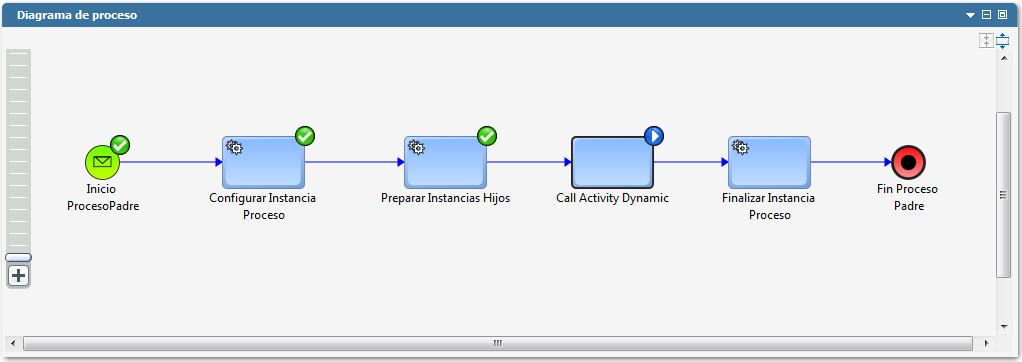 Diagrama de proceso
Inicio
ProcesoPadre
Configurar Instancia
Proceso
Preparar Instancias Hijos
Call Activity Dynamic
Finalizar Instancia
Proceso
Fin Proceso
Padre